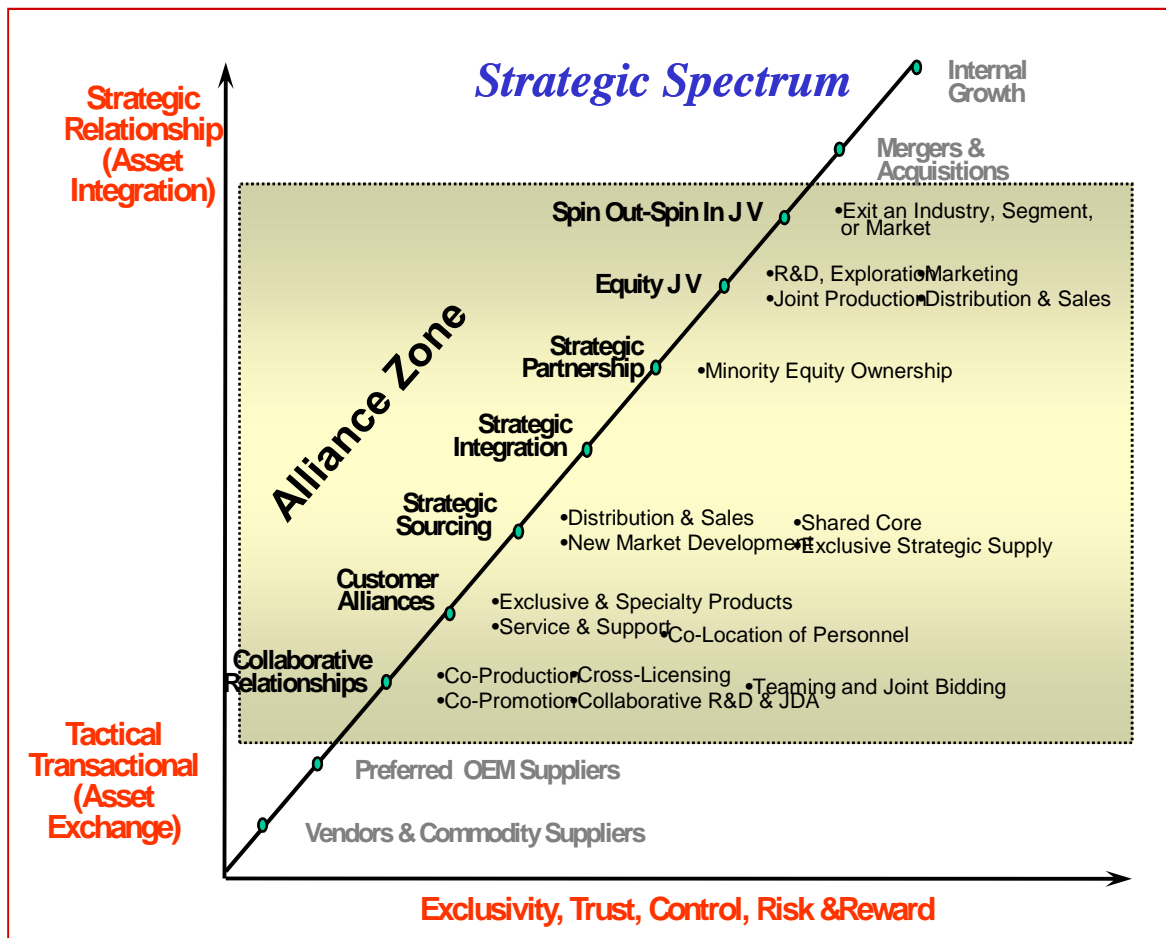 Strategic Spectrum
Internal
Growth
Strategic
Relationship
(Asset
Integration)
Mergers &
Acquisitions
Spin Out-Spin In J V
•Exit an Industry, Segment,
or Market
Equity J V
•R&D, Exploration •Marketing
•Joint Production •Distribution & Sales
Alliance Zone
Strategic
Partnership
•Minority Equity Ownership
Strategic
Integration
Strategic
Sourcing
•Distribution & Sales •Shared Core
•New Market Development •Exclusive Strategic Supply
Customer
Alliances
•Exclusive & Specialty Products
•Service & Support •Co-Location of Personnel
Collaborative
Relationships
•Co-Production •Cross-Licensing •Teaming and Joint Bidding
•Co-Promotion •Collaborative R&D & JDA
Tactical
Transactional
(Asset
Exchange)
Preferred OEM Suppliers
Vendors & Commodity Suppliers
Exclusivity, Trust, Control, Risk &Reward